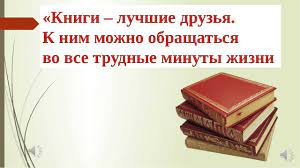 «Книги – лучшие друзья.
К ним можно обращаться
во все трудные минуты жизни